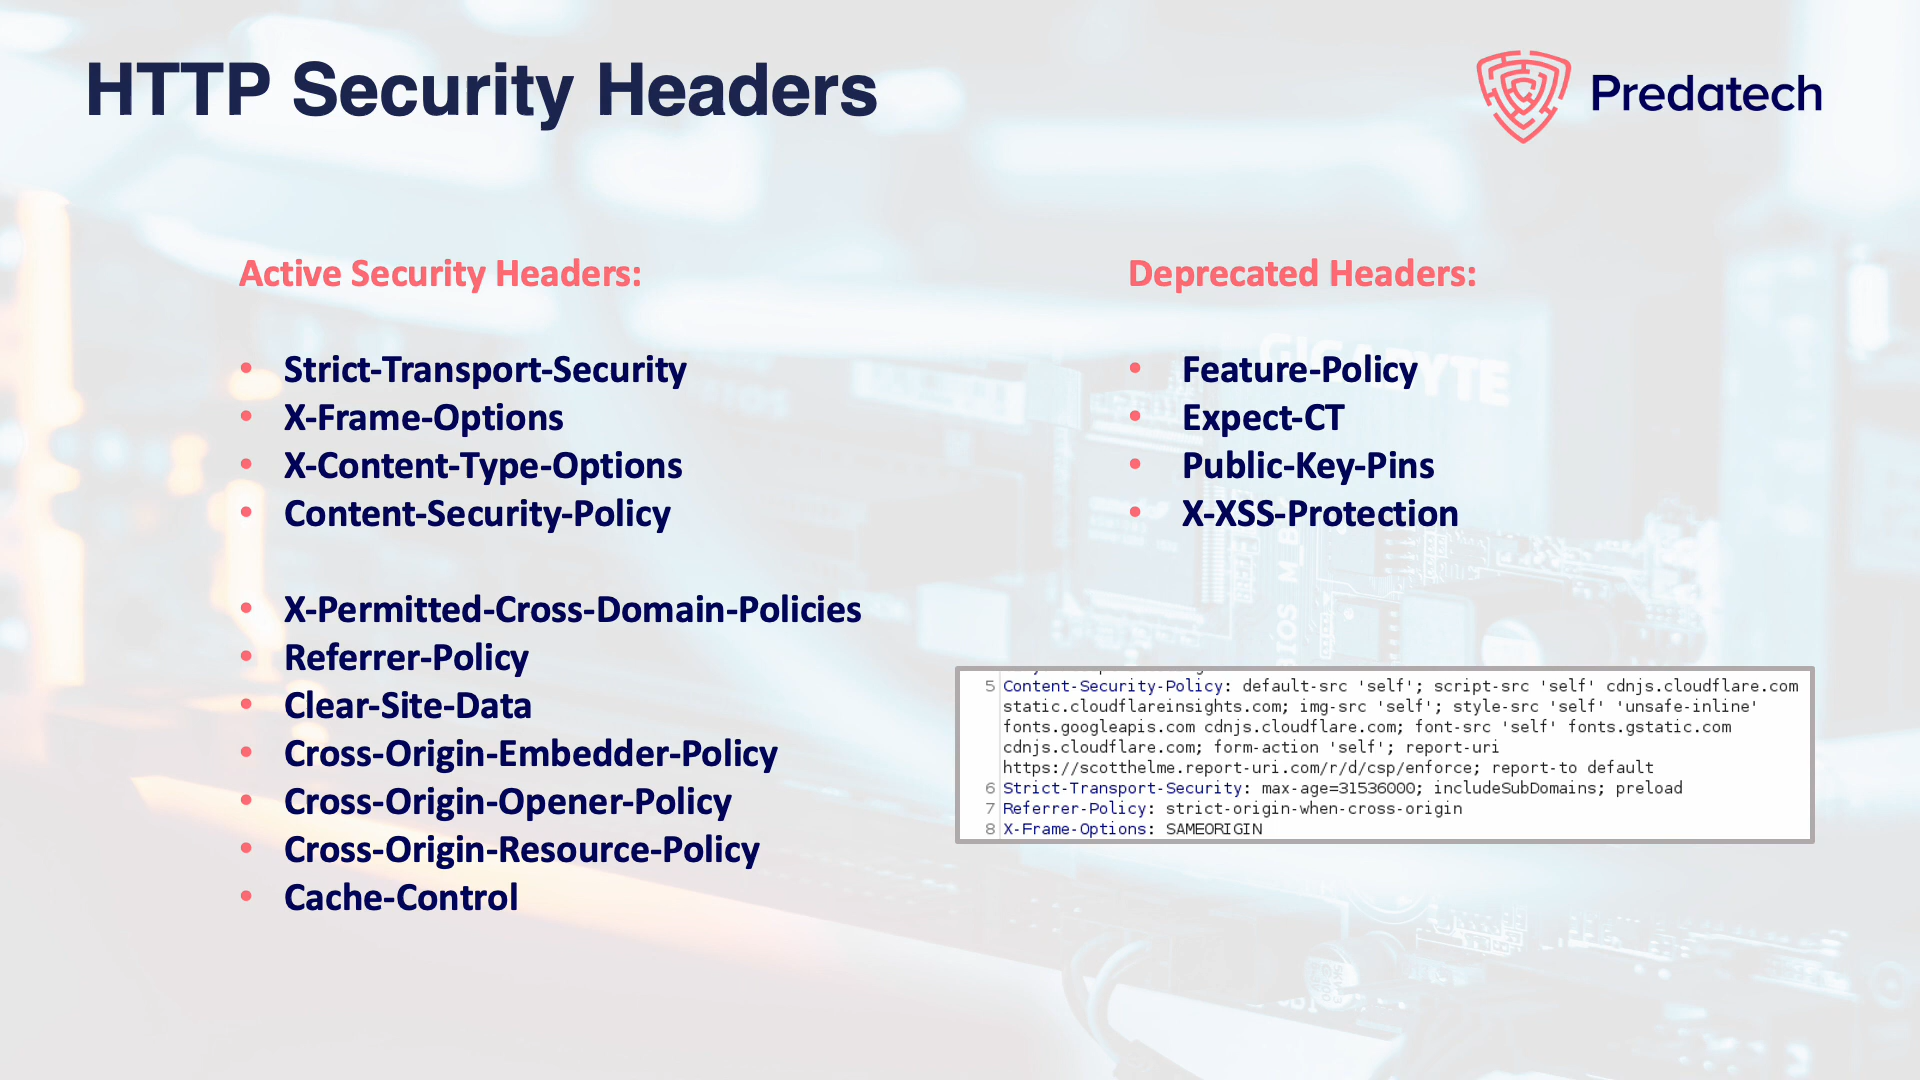 HTTP Security Headers
Predatech
Active Security Headers:
• Strict-Transport-Security
• X-Frame-Options
• X-Content-Type-Options
• Content-Security-Policy
• X-Permitted-Cross-Domain-Policies
• Referrer-Policy
• Clear-Site-Data
• Cross-Origin-Embedder-Policy
• Cross-Origin-Opener-Policy
• Cross-Origin-Resource-Policy
• Cache-Control
Deprecated Headers:
• Feature-Policy
• Expect-CT
• Public-Key-Pins
• X-XSS-Protection
GIGABYTE
M_BIOS
5 Content-Security-Policy: default-src 'self'; script-src 'self' cdnjs.cloudflare.com
static.cloudflareinsights.com; img-src 'self'; style-src 'self' 'unsafe-inline'
fonts.googleapis.com cdnjs.cloudflare.com; font-src 'self' fonts.gstatic.com
cdnjs.cloudflare.com; form-action 'self'; report-uri
https://scotthelme.report-uri.com/r/d/csp/enforce; report-to default
6 Strict-Transport-Security: max-age=31536000; includeSubDomains; preload
7 Referrer-Policy: strict-origin-when-cross-origin
8 X-Frame-Options: SAMEORIGIN